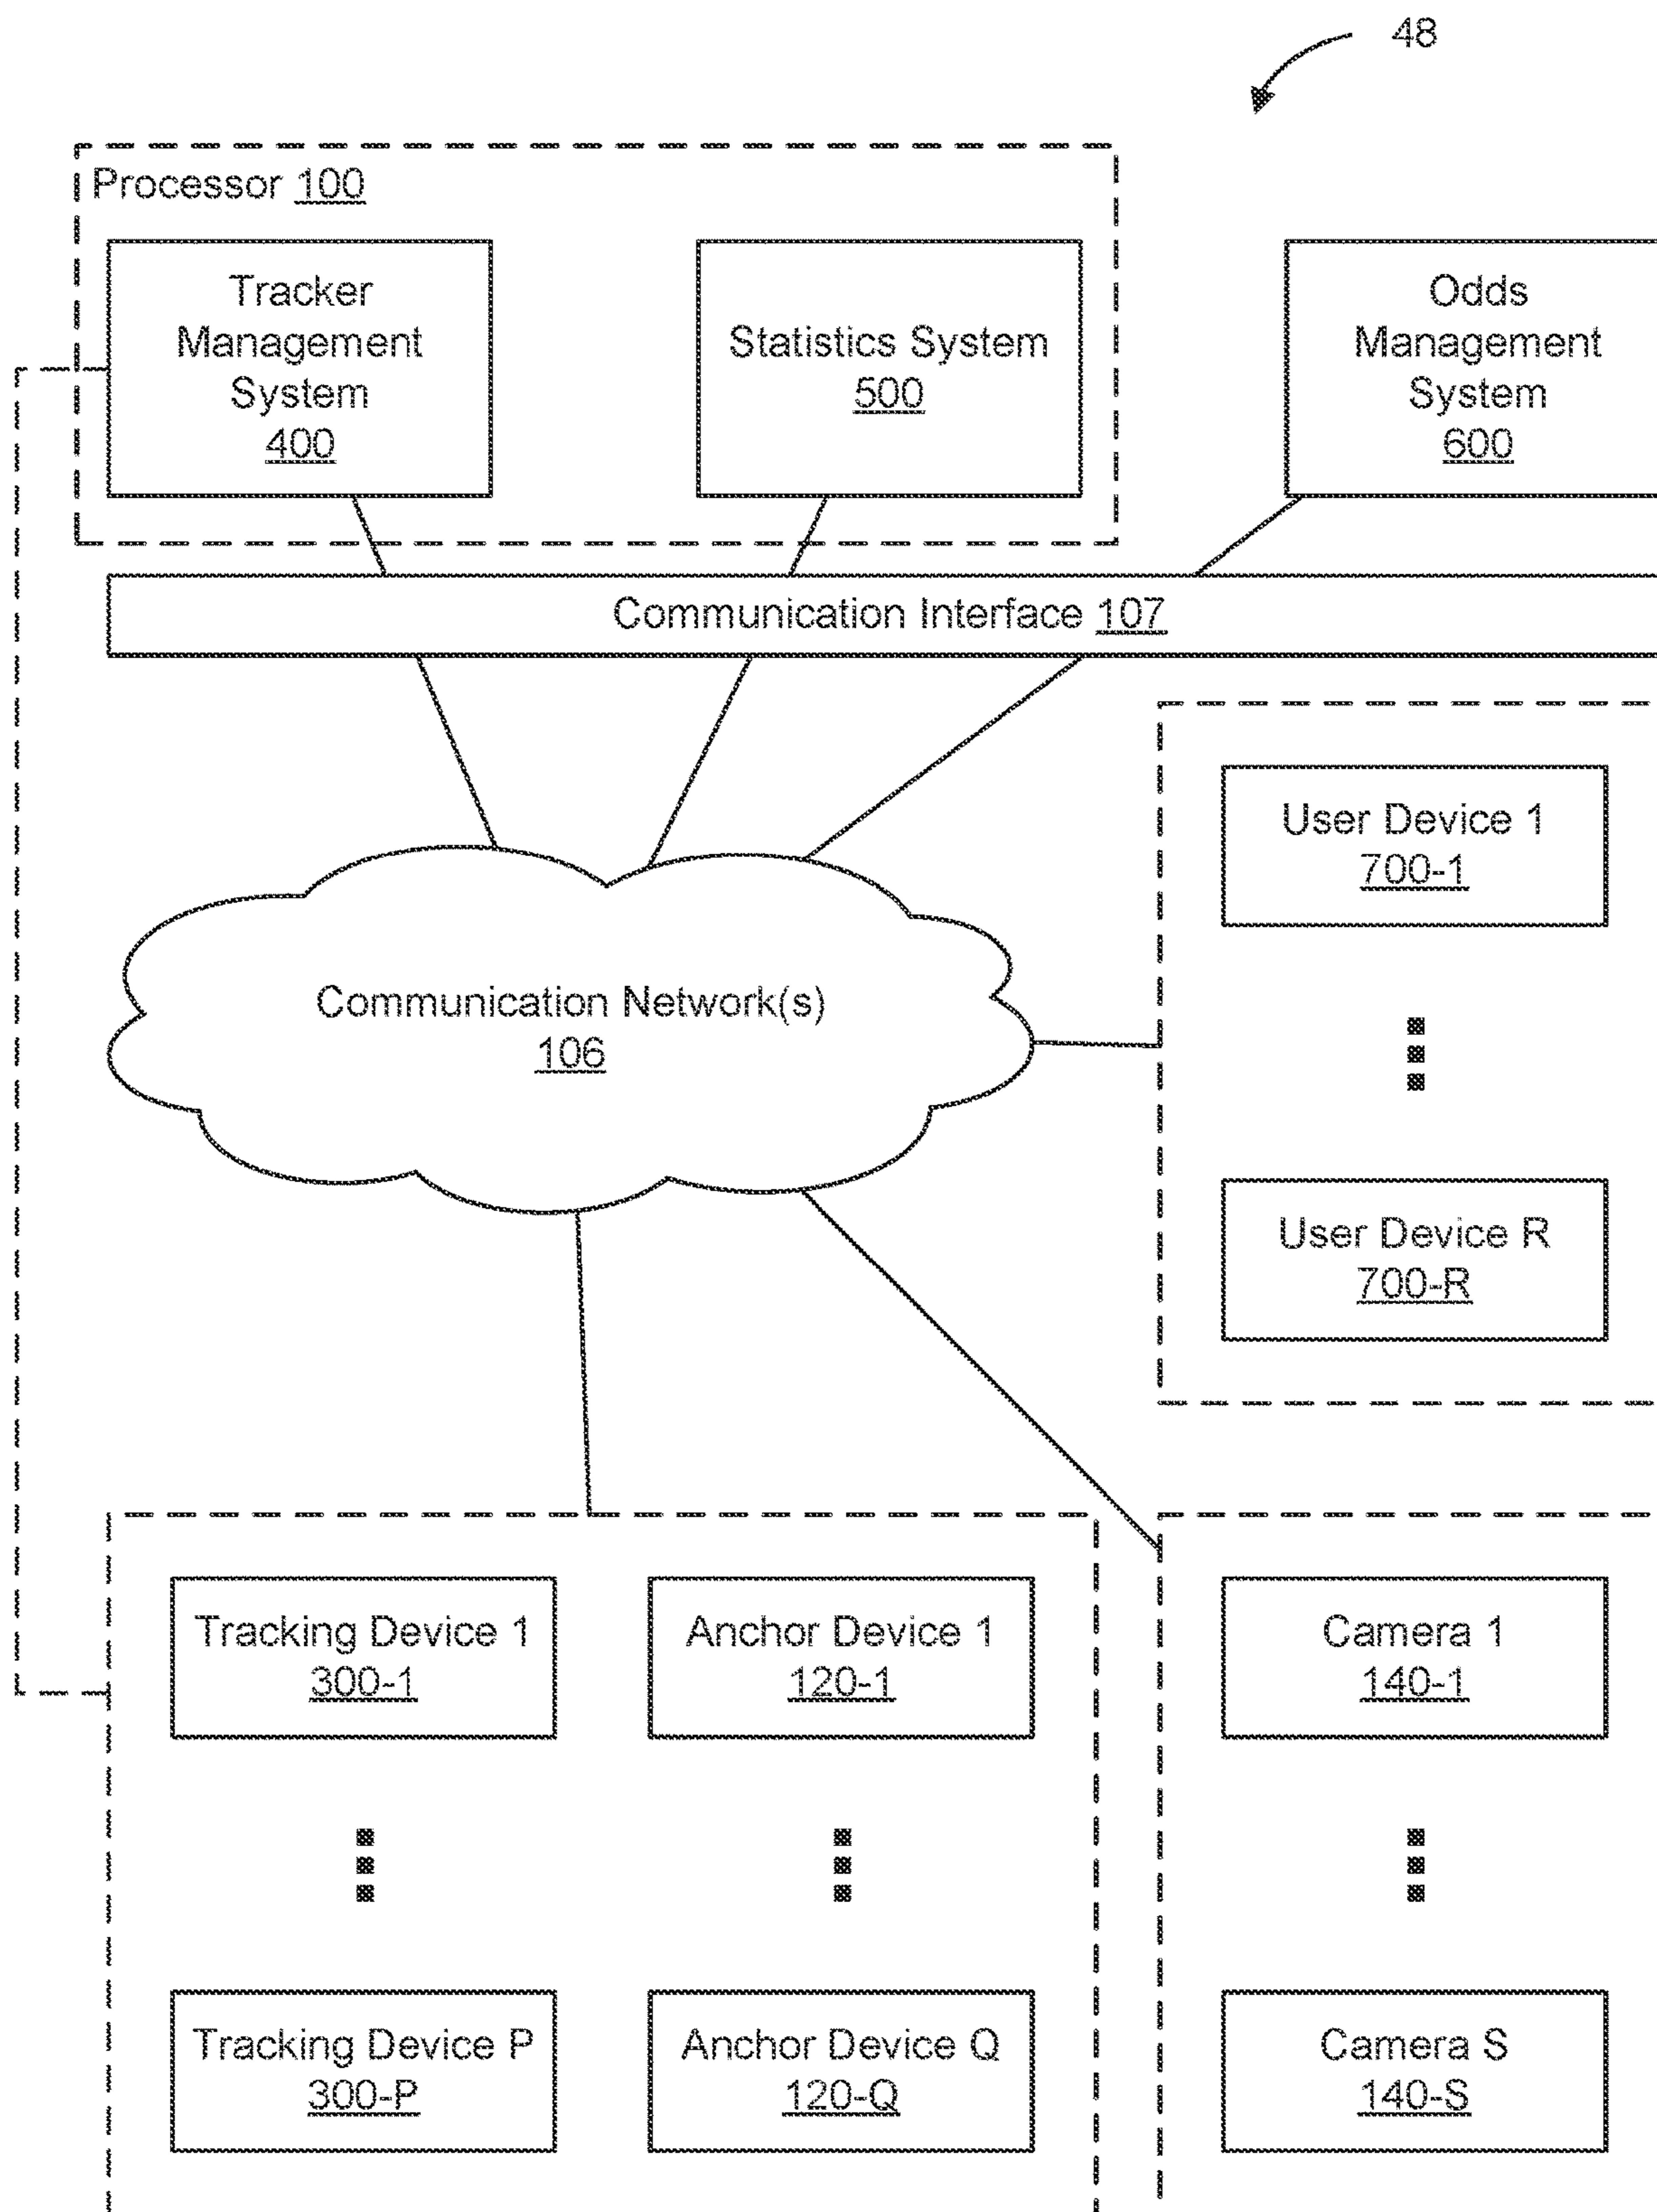 48
Processor 100
Tracker
Management
System
400
Statistics System
500
Odds
Management
System
600
Communication Interface 107
User Device 1
700-1
Communication Network(s)
106
User Device R
700-R
Tracking Device 1
300-1
Anchor Device 1
120-1
Camera 1
140-1
Tracking Device P
300-P
Anchor Device Q
120-Q
Camera S
140-S